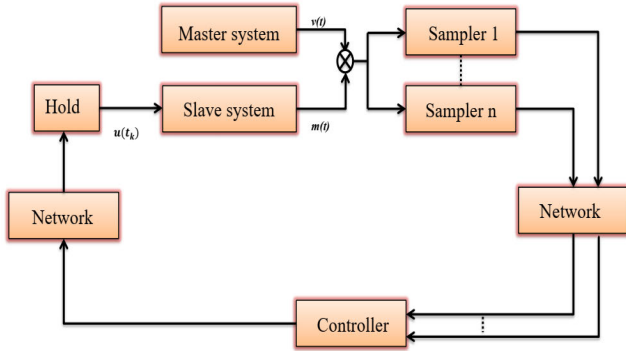 Master system
v(t)
Sampler 1
Hold
u(t_k)
Slave system
m(t)
Sampler n
Network
Network
Controller